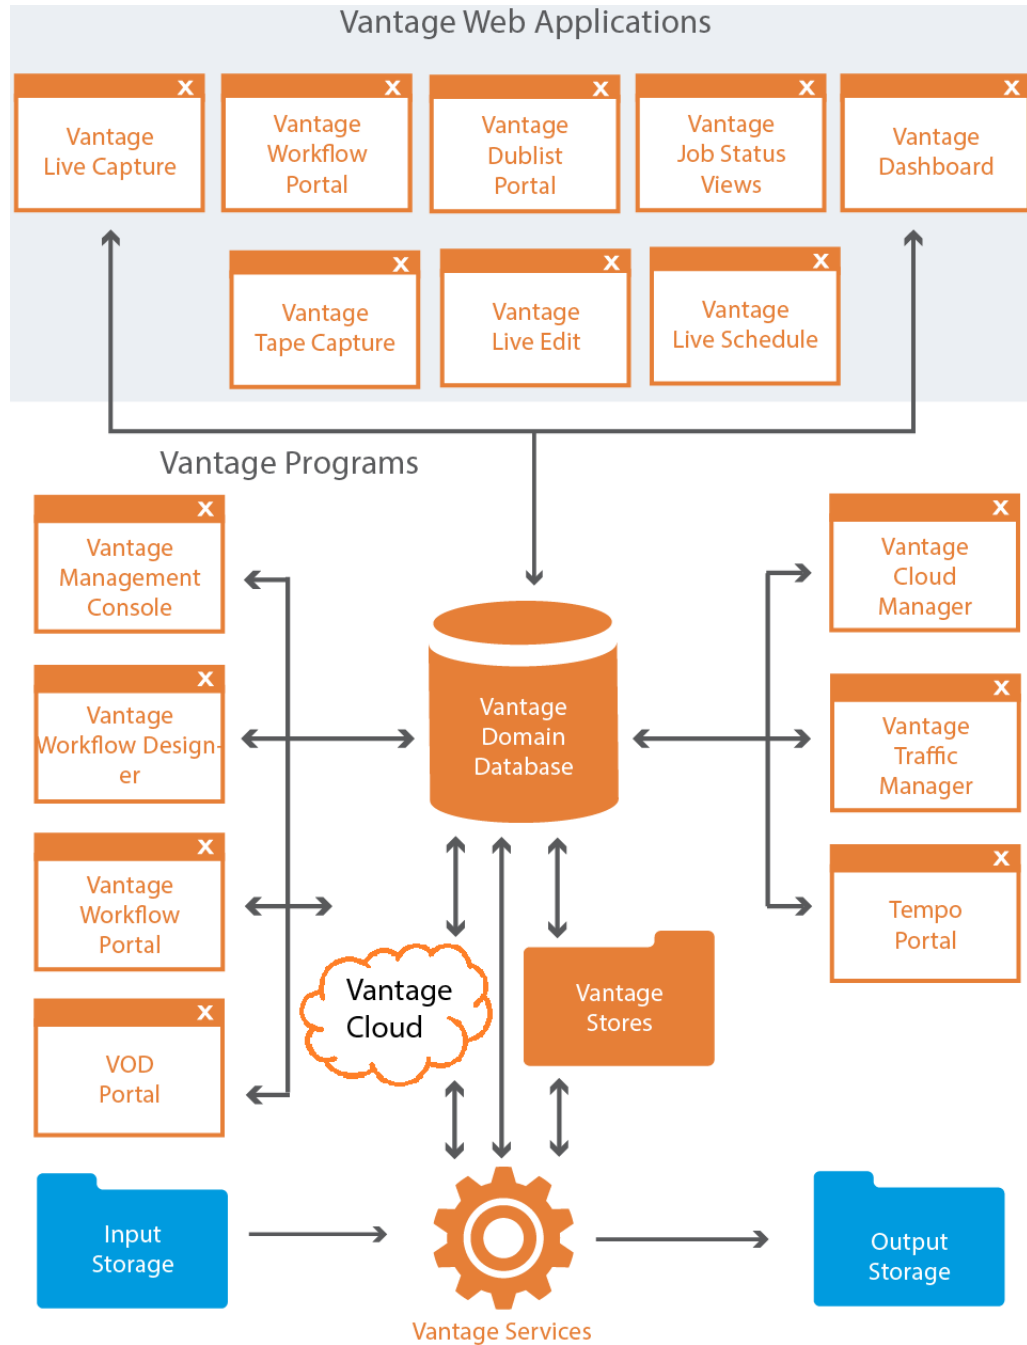 Vantage Web Applications
X
X
X
X
X
Vantage
Live Capture
Vantage
Workflow
Portal
Vantage
Dublist
Portal
Vantage
Job Status
Views
Vantage
Dashboard
X
X
X
Vantage
Tape Capture
Vantage
Live Edit
Vantage
Live Schedule
Vantage Programs
X
Vantage
Management
Console
X
Vantage
Cloud
Manager
X
Vantage
Workflow Design-
er
Vantage
Domain
Database
X
Vantage
Traffic
Manager
X
Vantage
Workflow
Portal
X
Tempo
Portal
Vantage
Cloud
Vantage
Stores
X
VOD
Portal
Input
Storage
Output
Storage
Vantage Services